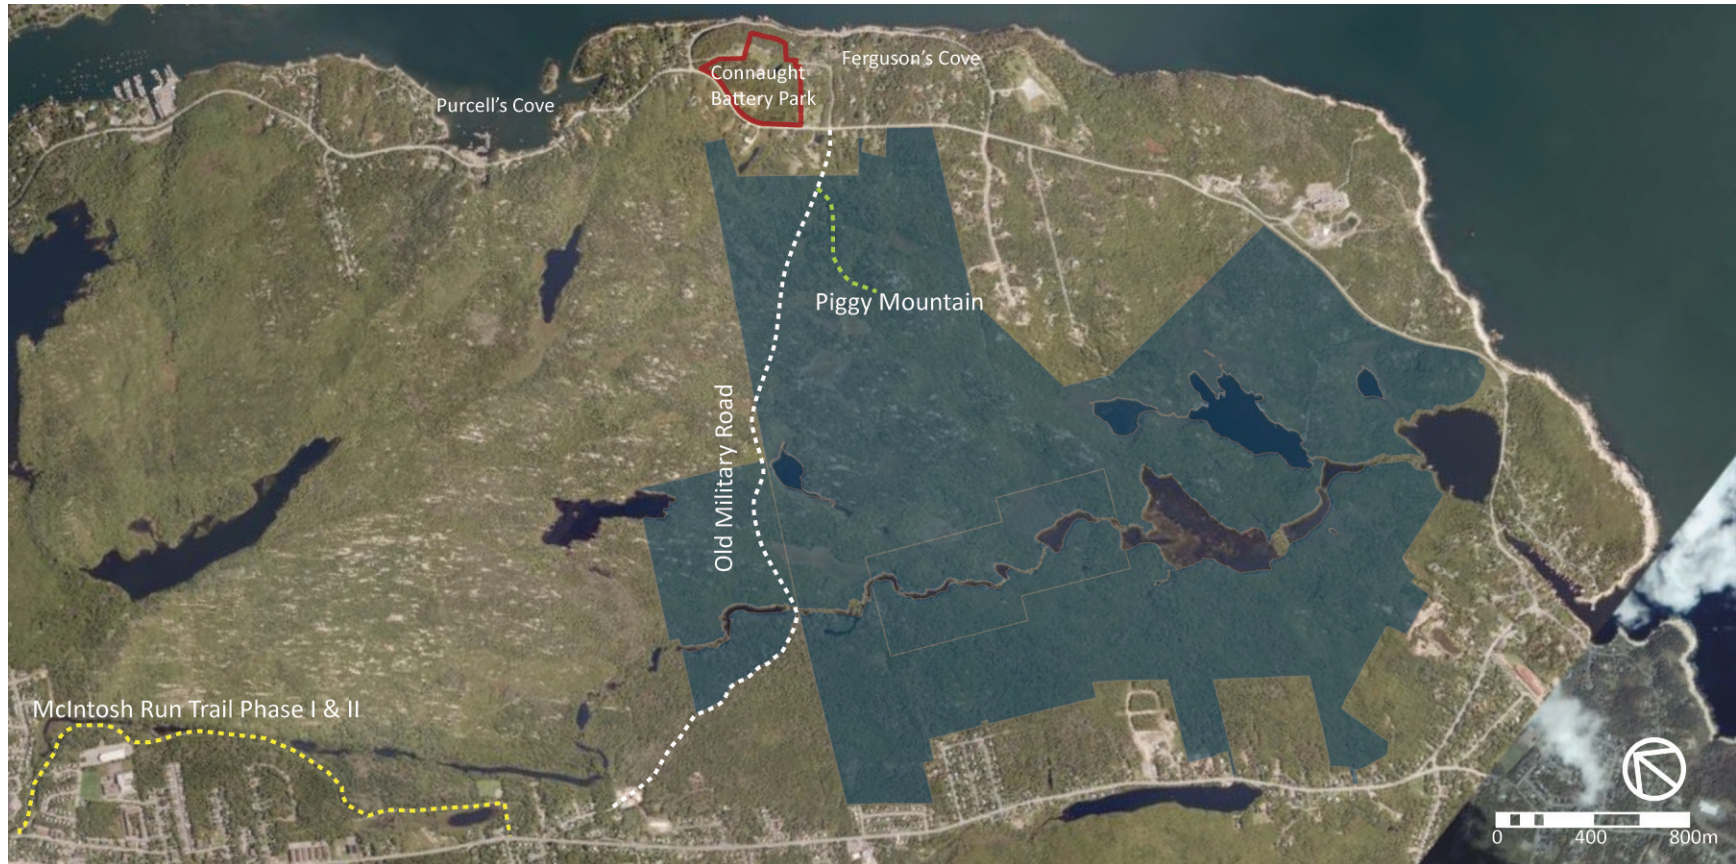 Ferguson's Cove
Connaught
Battery Park
Purcell's Cove
Piggy Mountain
Old Military Road
McIntosh Run Trail Phase I & II
0 400 800m